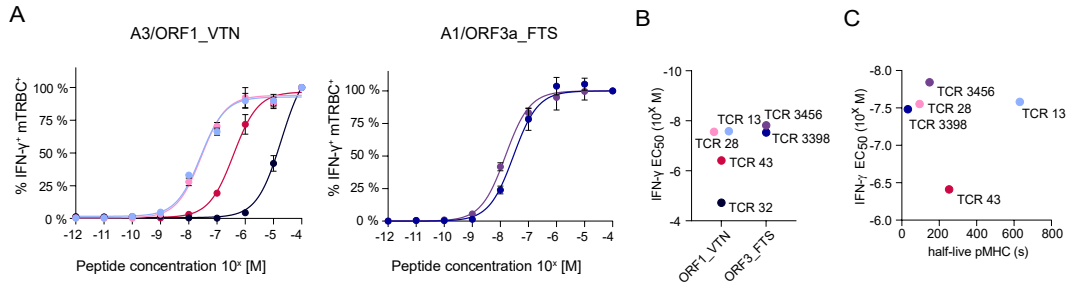 A
A3/ORF1_VTN
% IFN-γ⁺ mTRBC⁺
100 %
75 %
50 %
25 %
0 %
-12 -11 -10 -9 -8 -7 -6 -5 -4
Peptide concentration 10ˣ [M]
A1/ORF3a_FTS
% IFN-γ⁺ mTRBC⁺
100 %
75 %
50 %
25 %
0 %
-12 -11 -10 -9 -8 -7 -6 -5 -4
Peptide concentration 10ˣ [M]
B
IFN-γ EC₅₀ (10ˣ M)
-10
-8
-6
-4
TCR 13
TCR 3456
TCR 28
TCR 3398
TCR 43
TCR 32
ORF1_VTN
ORF3_FTS
C
IFN-γ EC₅₀ (10ˣ M)
-8.0
-7.5
-7.0
-6.5
-6.0
TCR 3456
TCR 28
TCR 13
TCR 3398
TCR 43
0 200 400 600 800
half-live pMHC (s)